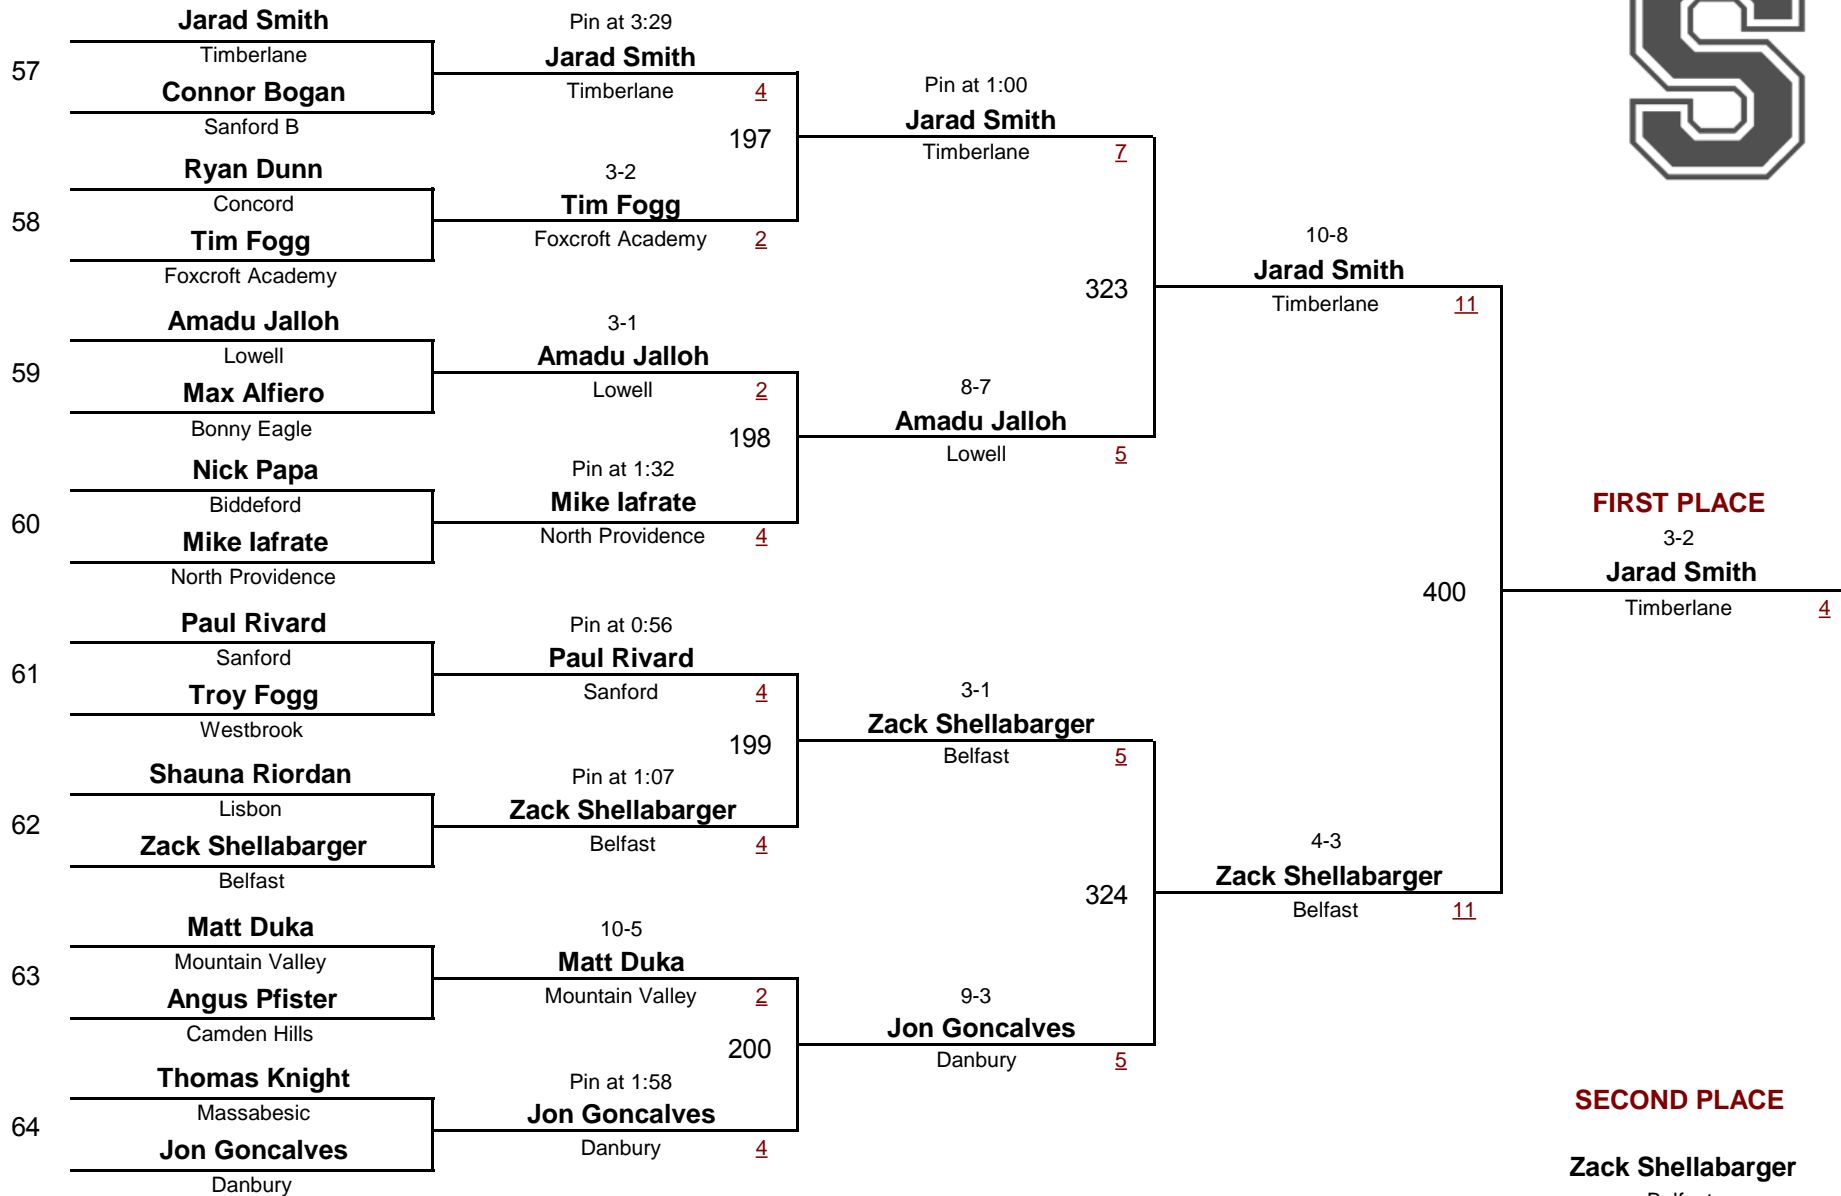 Jarad Smith
Timberlane
57
Connor Bogan
Sanford B
Ryan Dunn
Concord
58
Tim Fogg
Foxcroft Academy
Amadu Jalloh
Lowell
59
Max Alfiero
Bonny Eagle
Nick Papa
Biddeford
60
Mike Iafrate
North Providence
Paul Rivard
Sanford
61
Troy Fogg
Westbrook
Shauna Riordan
Lisbon
62
Zack Shellabarger
Belfast
Matt Duka
Mountain Valley
63
Angus Pfister
Camden Hills
Thomas Knight
Massabesic
64
Jon Goncalves
Danbury
Pin at 3:29
Jarad Smith
Timberlane 4
197
3-2
Tim Fogg
Foxcroft Academy 2
3-1
Amadu Jalloh
Lowell 2
198
Pin at 1:32
Mike Iafrate
North Providence 4
Pin at 0:56
Paul Rivard
Sanford 4
199
Pin at 1:07
Zack Shellabarger
Belfast 4
10-5
Matt Duka
Mountain Valley 2
200
Pin at 1:58
Jon Goncalves
Danbury 4
Pin at 1:00
Jarad Smith
Timberlane 7
323
8-7
Amadu Jalloh
Lowell 5
3-1
Zack Shellabarger
Belfast 5
324
9-3
Jon Goncalves
Danbury 5
10-8
Jarad Smith
Timberlane 11
400
4-3
Zack Shellabarger
Belfast 11
S
FIRST PLACE
3-2
Jarad Smith
Timberlane 4
SECOND PLACE
Zack Shellabarger
Belfast